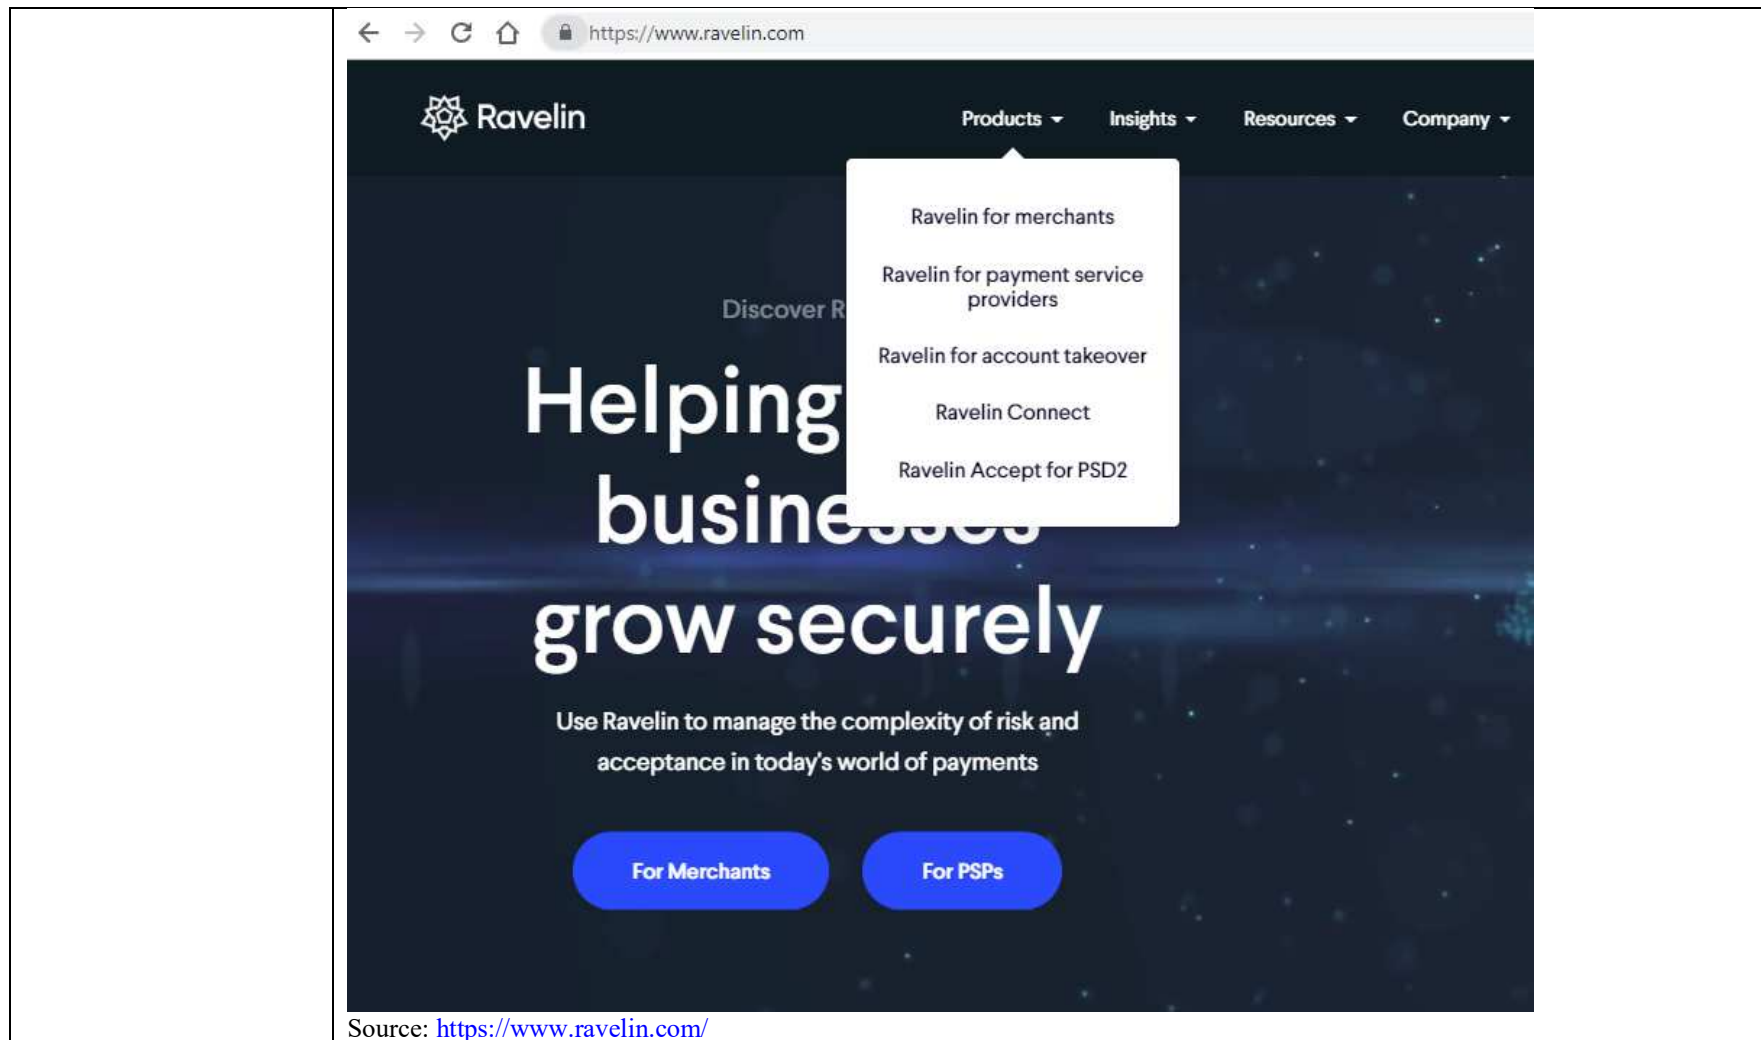 https://www.ravelin.com
Ravelin
Products Insights Resources Company
Ravelin for merchants
Ravelin for payment service
providers
Ravelin for account takeover
Ravelin Connect
Ravelin Accept for PSD2
Discover R
Helping
businesses
grow securely
Use Ravelin to manage the complexity of risk and
acceptance in today's world of payments
For Merchants For PSPs
Source: https://www.ravelin.com/